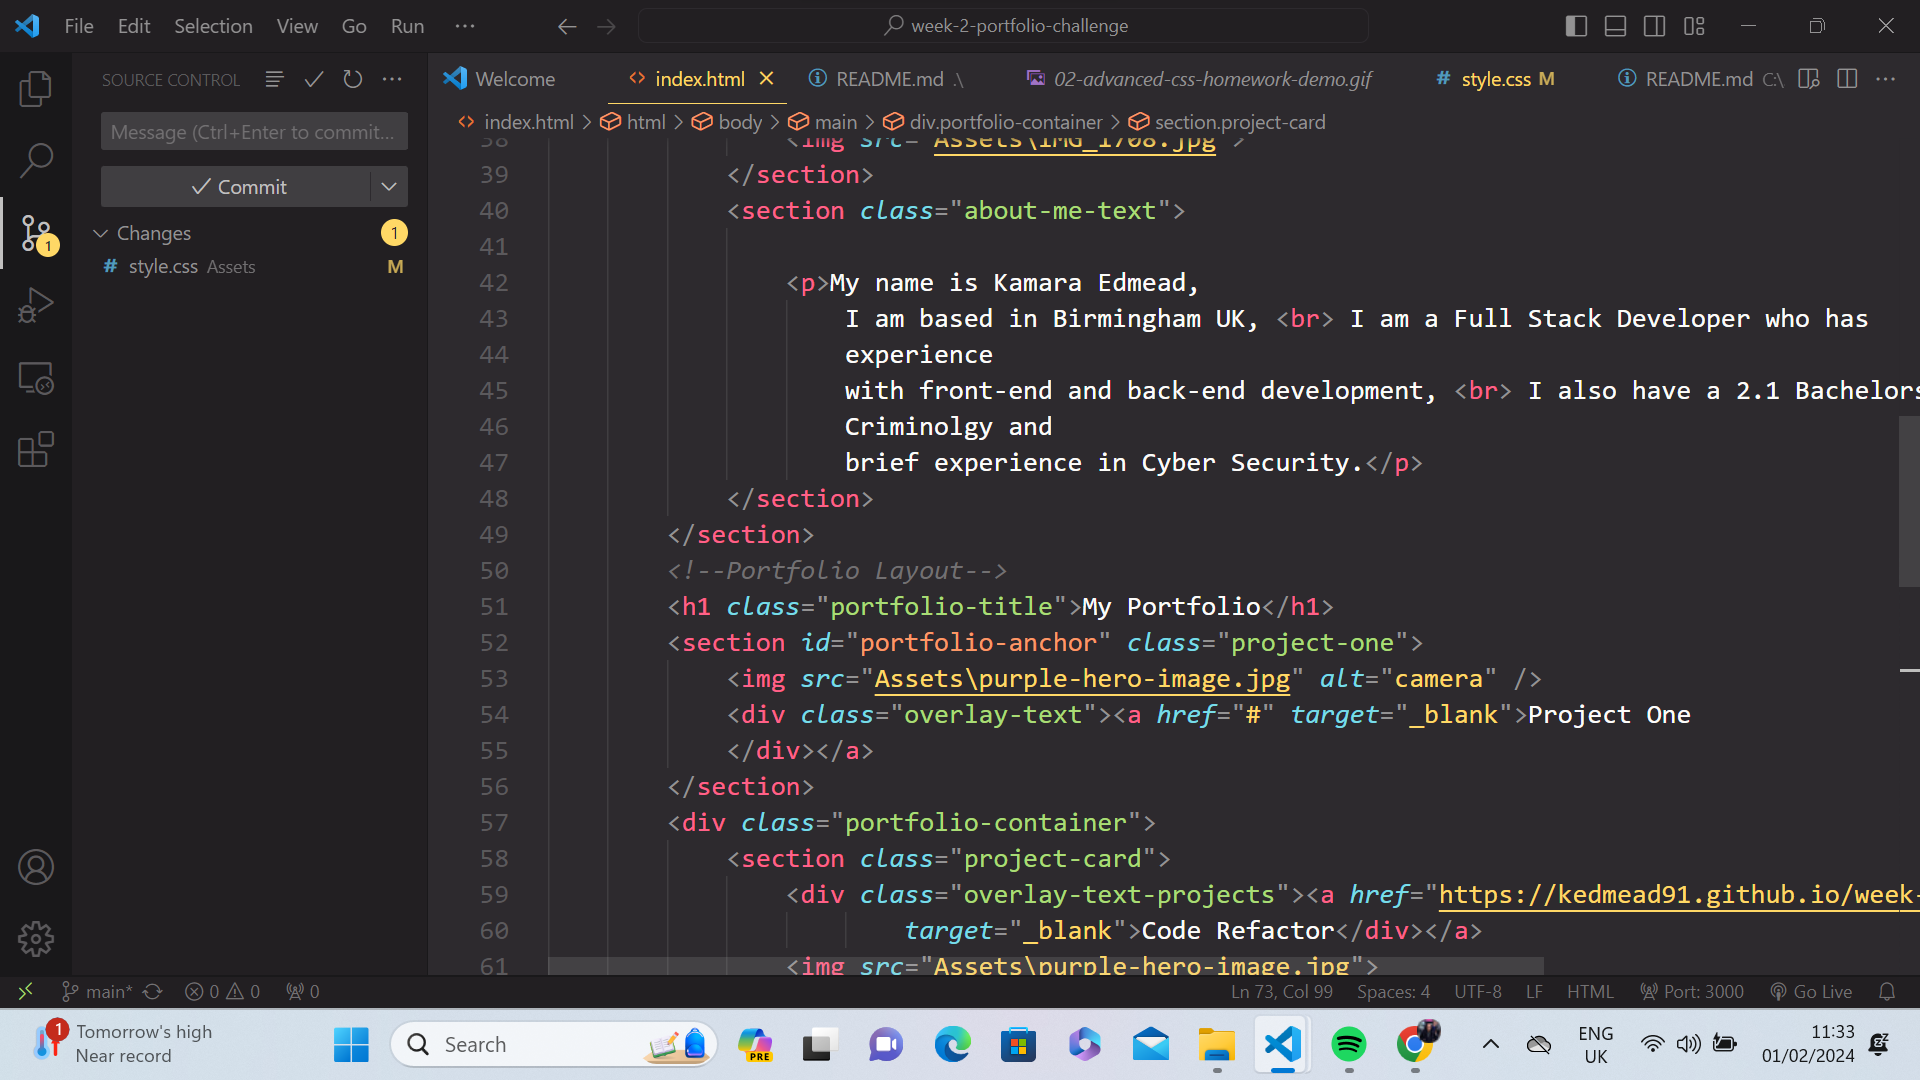 File Edit Selection View Go Run ···
week-2-portfolio-challenge
SOURCE CONTROL
Welcome
index.html
README.md .\
02-advanced-css-homework-demo.gif
# style.css M
README.md C:\
Message (Ctrl+Enter to commit...
Commit
Changes 1
# style.css Assets M
1
index.html > html > body > main > div.portfolio-container > section.project-card
38 <img src="Assets\IMG_1708.jpg">
39 </section>
40 <section class="about-me-text">
41
42 <p>My name is Kamara Edmead,
43 I am based in Birmingham UK, <br> I am a Full Stack Developer who has
44 experience
45 with front-end and back-end development, <br> I also have a 2.1 Bachelors
46 Criminolgy and
47 brief experience in Cyber Security.</p>
48 </section>
49 </section>
50 <!--Portfolio Layout-->
51 <h1 class="portfolio-title">My Portfolio</h1>
52 <section id="portfolio-anchor" class="project-one">
53 <img src="Assets\purple-hero-image.jpg" alt="camera" />
54 <div class="overlay-text"><a href="#" target="_blank">Project One
55 </div></a>
56 </section>
57 <div class="portfolio-container">
58 <section class="project-card">
59 <div class="overlay-text-projects"><a href="https://kedmead91.github.io/week-
60 target="_blank">Code Refactor</div></a>
61 <img src="Assets\purple-hero-image.jpg">
main* 0 0 0
Ln 73, Col 99 Spaces: 4 UTF-8 LF HTML Port: 3000 Go Live
1
Tomorrow's high
Near record
Search
PRE
ENG
UK
11:33
01/02/2024